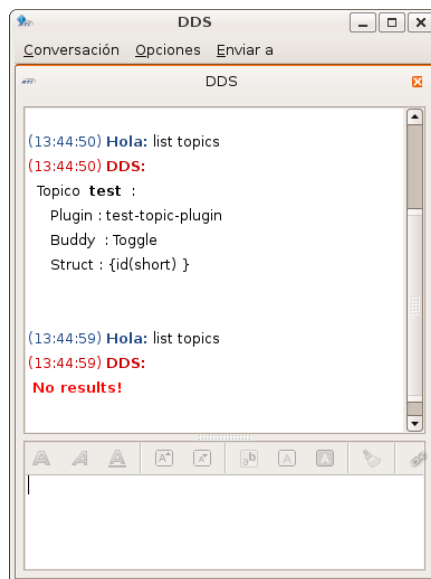 DDS
Conversación Opciones Enviar a
DDS
(13:44:50) Hola: list topics
(13:44:50) DDS:
Topico test :
Plugin : test-topic-plugin
Buddy : Toggle
Struct : {id(short) }
(13:44:59) Hola: list topics
(13:44:59) DDS:
No results!
A A A A A ab A A